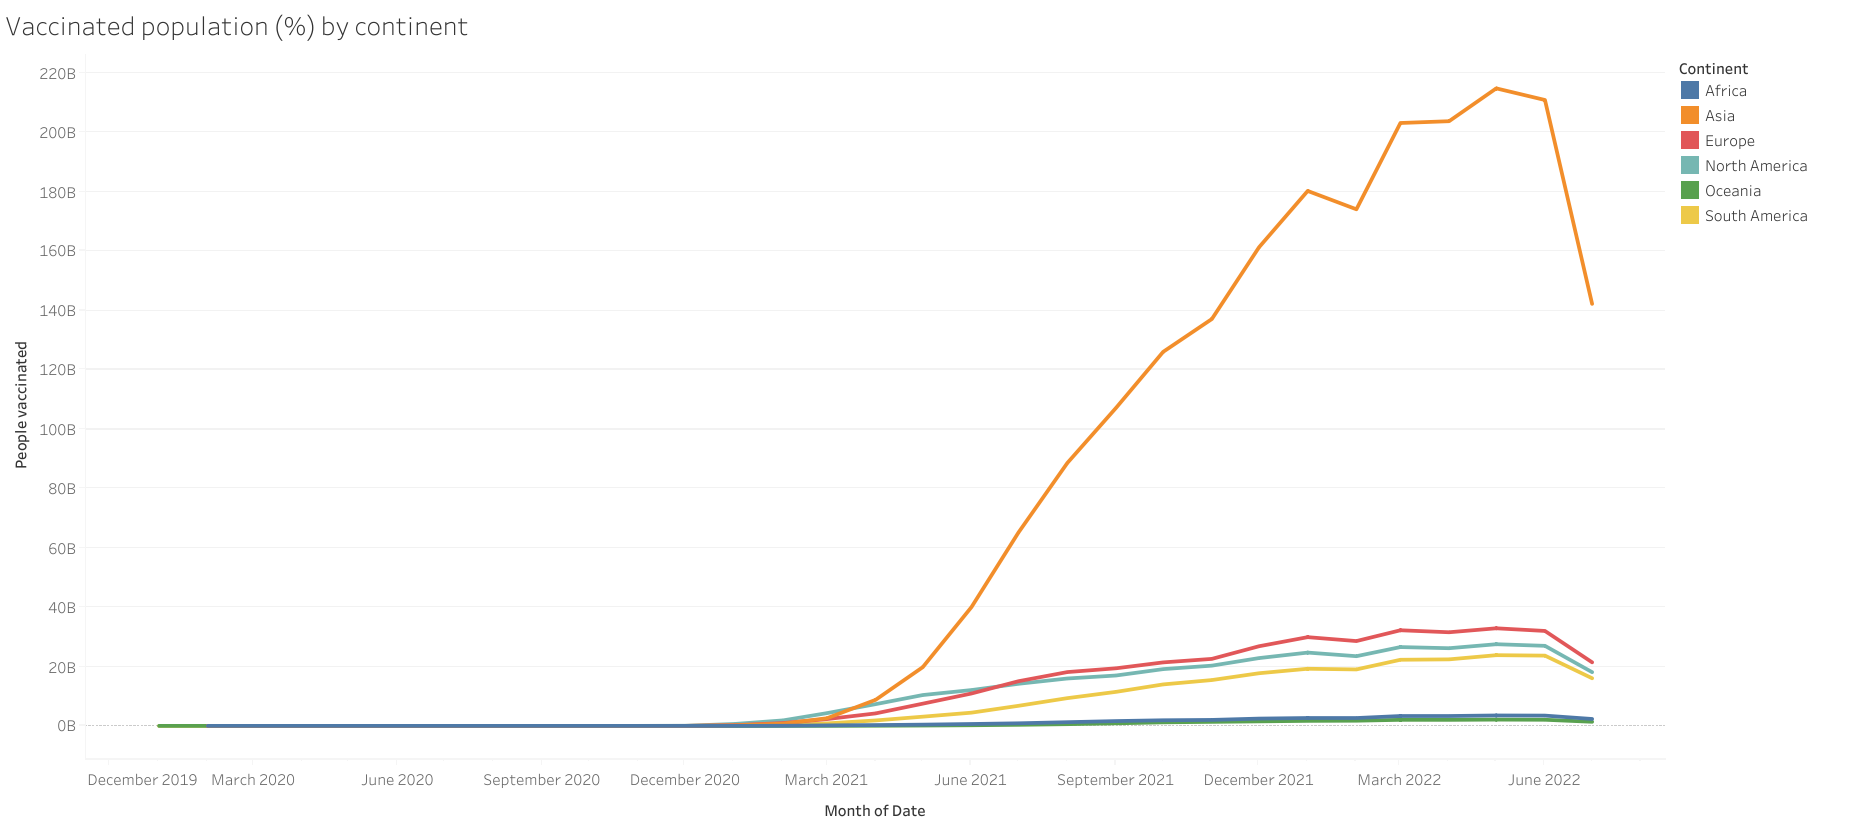 Vaccinated population (%) by continent
220B
200B
180B
160B
140B
120B
100B
80B
60B
40B
20B
0B
People vaccinated
December 2019 March 2020 June 2020 September 2020 December 2020 March 2021 June 2021 September 2021 December 2021 March 2022 June 2022
Month of Date
Continent
Africa
Asia
Europe
North America
Oceania
South America